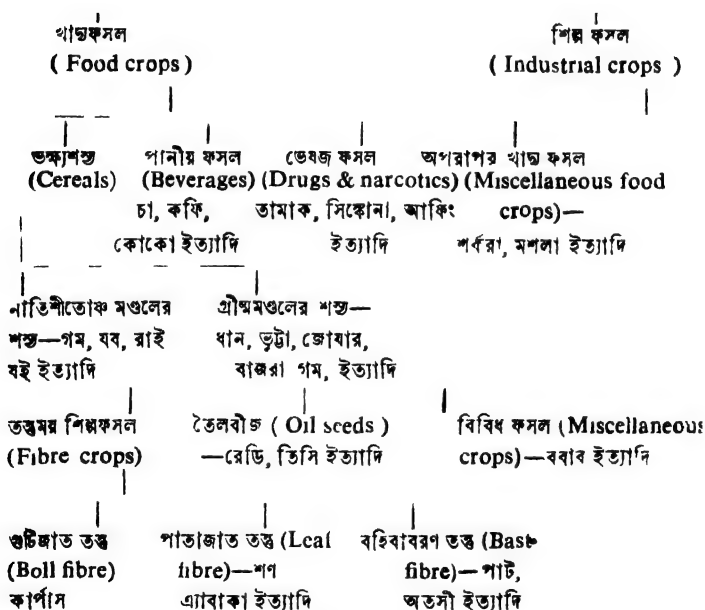 খাদ্যফসল শিল্প ফসল
( Food crops ) ( Industrial crops )
ভক্ষ্যশস্য পানীয় ফসল ভেষজ ফসল অপরাপর খাদ্য ফসল
(Cereals) (Beverages) (Drugs & narcotics) (Miscellaneous food
চা, কফি, তামাক, সিঙ্কোনা, আফিং crops)—
কোকো ইত্যাদি ইত্যাদি শর্করা, মশলা ইত্যাদি
নাতিশীতোষ্ণ মণ্ডলের গ্রীষ্মমণ্ডলের শস্য—
শস্য—গম, যব, রাই ধান, ভুট্টা, জোয়ার,
যই ইত্যাদি বাজরা গম, ইত্যাদি
তন্তুময় শিল্পফসল তৈলবীজ ( Oil seeds ) বিবিধ ফসল (Miscellaneous
(Fibre crops) —রেডি, তিসি ইত্যাদি crops)—ববাব ইত্যাদি
গুটিজাত তন্তু পাতাজাত তন্তু (Leaf বহিবাবরণ তন্তু (Bast
(Boll fibre) fibre)—শণ fibre)—পাট,
কার্পাস এ্যাবাকা ইত্যাদি অতসী ইত্যাদি